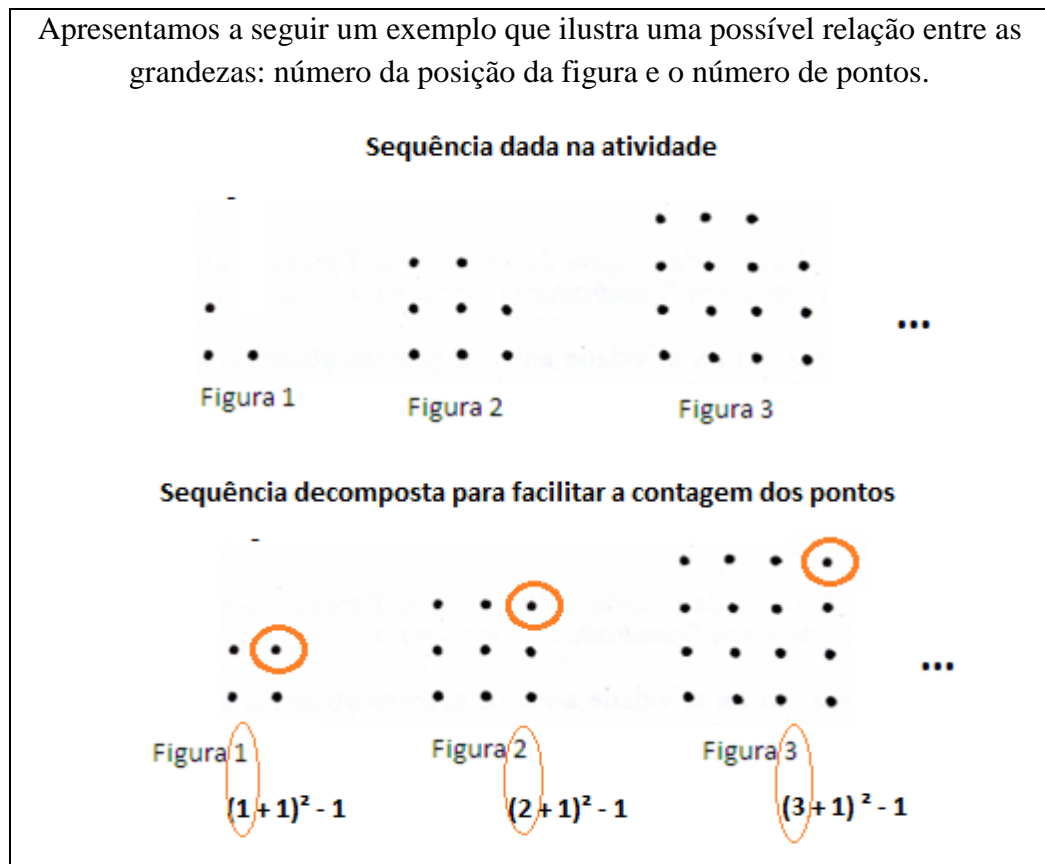 Apresentamos a seguir um exemplo que ilustra uma possível relação entre as
grandezas: número da posição da figura e o número de pontos.
Sequência dada na atividade
...
Figura 1 Figura 2 Figura 3
Sequência decomposta para facilitar a contagem dos pontos
...
Figura 1 Figura 2 Figura 3
(1 + 1)² - 1 (2 + 1)² - 1 (3 + 1) ² - 1